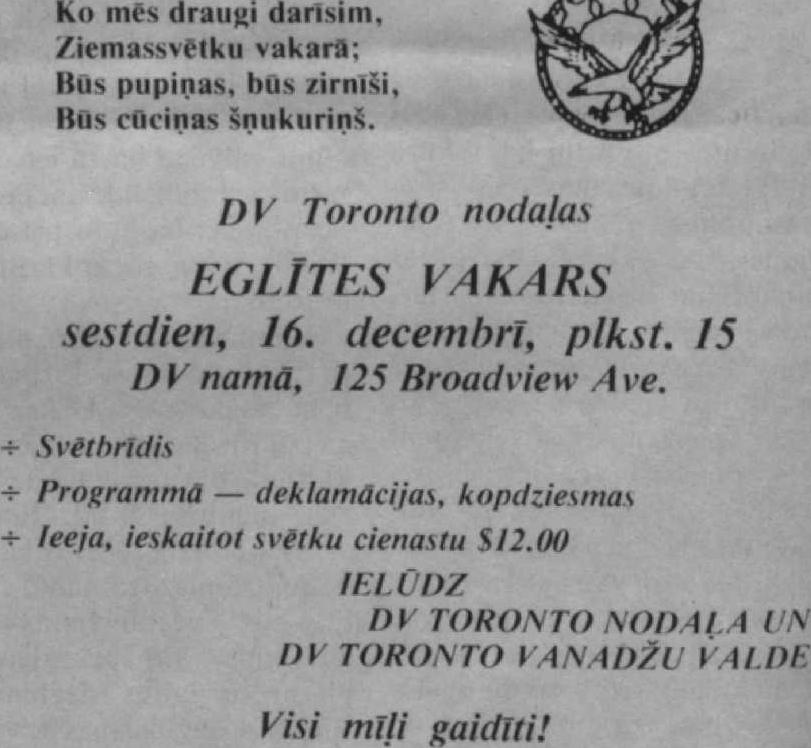 Ko mēs draugi darīsim,
Ziemassvētku vakarā;
Būs pupiņas, būs zirnīši,
Būs cūciņas šņukuriņš.
DV Toronto nodaļas
EGLĪTES VAKARS
sestdien, 16. decembrī, plkst. 15
DV namā, 125 Broadview Ave.
÷ Svētbrīdis
÷ Programmā — deklamācijas, kopdziesmas
÷ Ieeja, ieskaitot svētku cienastu $12.00
IELŪDZ
DV TORONTO NODAĻA UN
DV TORONTO VANADŽU VALDE
Visi mīļi gaidīti!